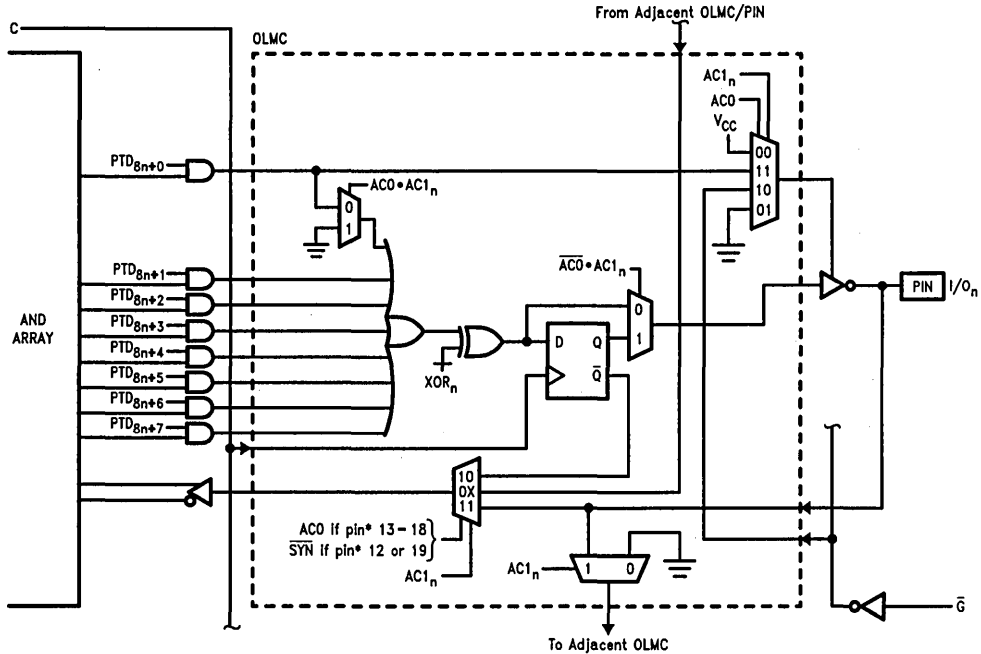 From Adjacent OLMC/PIN
C
OLMC
AC1n
AC0
VCC
00
11
10
01
PTD8n+0
AC0•AC1n
0
1
PTD8n+1
PTD8n+2
PTD8n+3
PTD8n+4
PTD8n+5
PTD8n+6
PTD8n+7
AND
ARRAY
XORn
A̅C̅0̅•AC1n
0
1
D
Q
Q̅
PIN
I/On
10
0X
11
AC0 if pin* 13-18
S̅Y̅N̅ if pin* 12 or 19
AC1n
AC1n
1
0
G̅
To Adjacent OLMC